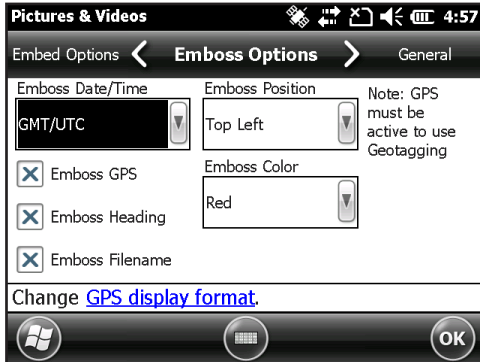 Pictures & Videos 4:57
Embed Options Emboss Options General
Emboss Date/Time
GMT/UTC
Emboss Position
Top Left
Note: GPS
must be
active to use
Geotagging
Emboss GPS
Emboss Color
Red
Emboss Heading
Emboss Filename
Change GPS display format.
OK